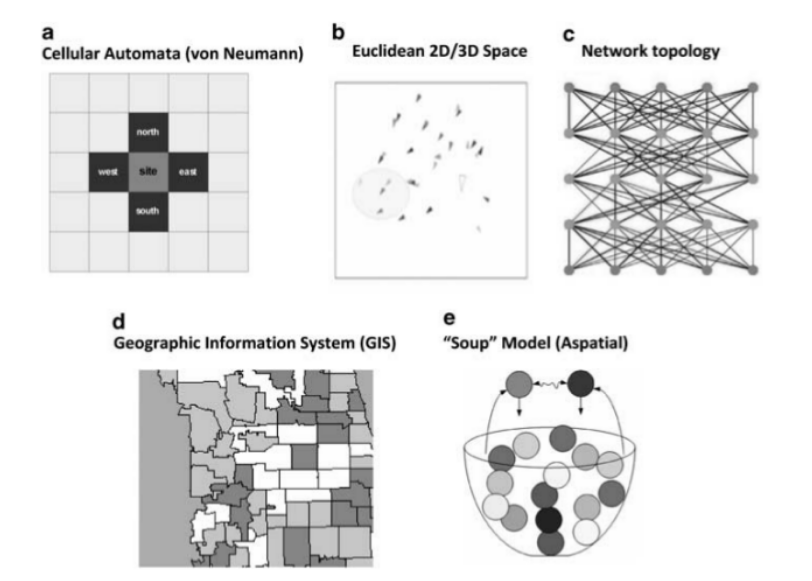 a
Cellular Automata (von Neumann)
north
west
site
east
south
b
Euclidean 2D/3D Space
c
Network topology
d
Geographic Information System (GIS)
e
“Soup” Model (Aspatial)